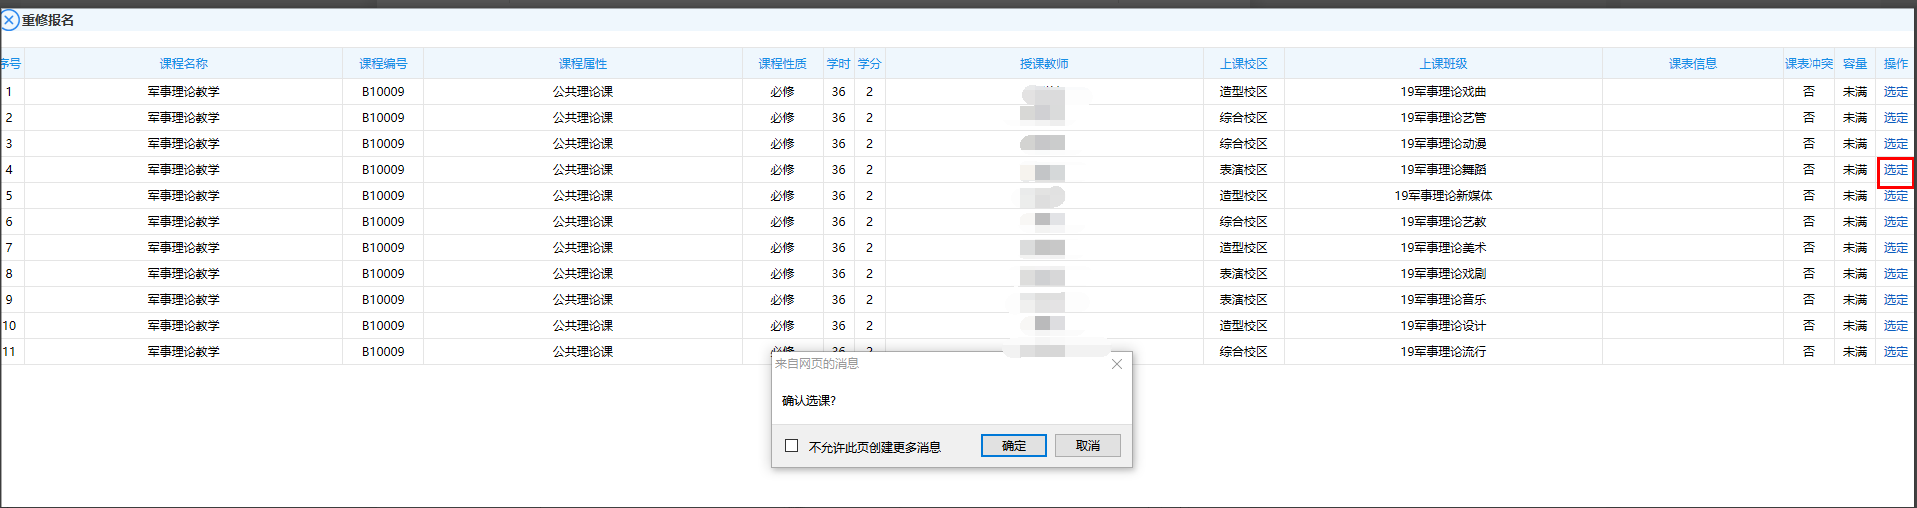 重修报名
序号 课程名称 课程编号 课程属性 课程性质 学时 学分 授课教师 上课校区 上课班级 课表信息 课表冲突 容量 操作
1 军事理论教学 B10009 公共理论课 必修 36 2 造型校区 19军事理论戏曲 否 未满 选定
2 军事理论教学 B10009 公共理论课 必修 36 2 综合校区 19军事理论艺管 否 未满 选定
3 军事理论教学 B10009 公共理论课 必修 36 2 综合校区 19军事理论动漫 否 未满 选定
4 军事理论教学 B10009 公共理论课 必修 36 2 表演校区 19军事理论舞蹈 否 未满 选定
5 军事理论教学 B10009 公共理论课 必修 36 2 造型校区 19军事理论新媒体 否 未满 选定
6 军事理论教学 B10009 公共理论课 必修 36 2 综合校区 19军事理论艺教 否 未满 选定
7 军事理论教学 B10009 公共理论课 必修 36 2 造型校区 19军事理论美术 否 未满 选定
8 军事理论教学 B10009 公共理论课 必修 36 2 表演校区 19军事理论戏剧 否 未满 选定
9 军事理论教学 B10009 公共理论课 必修 36 2 表演校区 19军事理论音乐 否 未满 选定
10 军事理论教学 B10009 公共理论课 必修 36 2 造型校区 19军事理论设计 否 未满 选定
11 军事理论教学 B10009 公共理论课 必修 36 2 综合校区 19军事理论流行 否 未满 选定
来自网页的消息
确认选课?
不允许此页创建更多消息 确定 取消